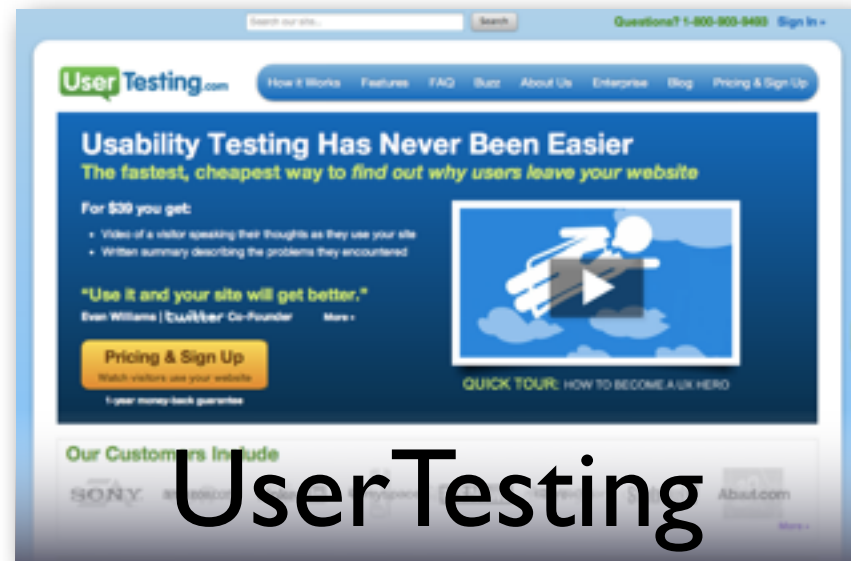 Search our site...
Search
Questions? 1-800-903-9493 Sign In »
UserTesting.com
How it Works Features FAQ Buzz About Us Enterprise Blog Pricing & Sign Up
Usability Testing Has Never Been Easier
The fastest, cheapest way to find out why users leave your website
For $39 you get:
• Video of a visitor speaking their thoughts as they use your site
• Written summary describing the problems they encountered
"Use it and your site will get better."
Evan Williams | twitter Co-Founder More »
Pricing & Sign Up
Watch visitors use your website
1-year money-back guarantee
QUICK TOUR: HOW TO BECOME A UX HERO
Our Customers Include
SONY About.com
More »
UserTesting